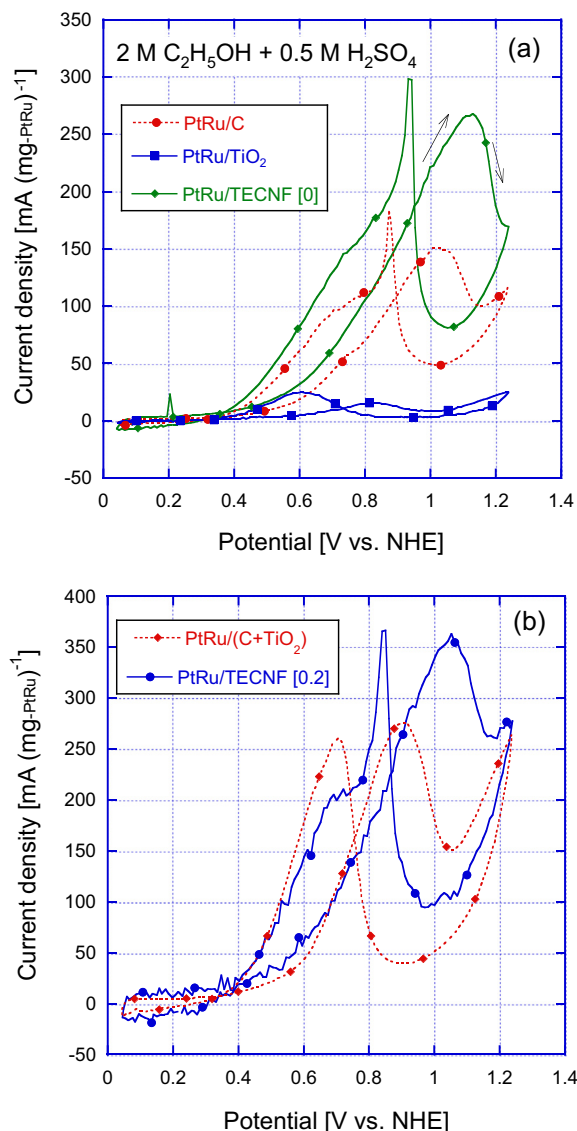 2 M C₂H₅OH + 0.5 M H₂SO₄
(a)
PtRu/C
PtRu/TiO₂
PtRu/TECNF [0]
Current density [mA (mg-PtRu)⁻¹]
350
300
250
200
150
100
50
0
-50
0 0.2 0.4 0.6 0.8 1 1.2 1.4
Potential [V vs. NHE]
(b)
PtRu/(C+TiO₂)
PtRu/TECNF [0.2]
Current density [mA (mg-PtRu)⁻¹]
400
350
300
250
200
150
100
50
0
-50
0 0.2 0.4 0.6 0.8 1 1.2 1.4
Potential [V vs. NHE]